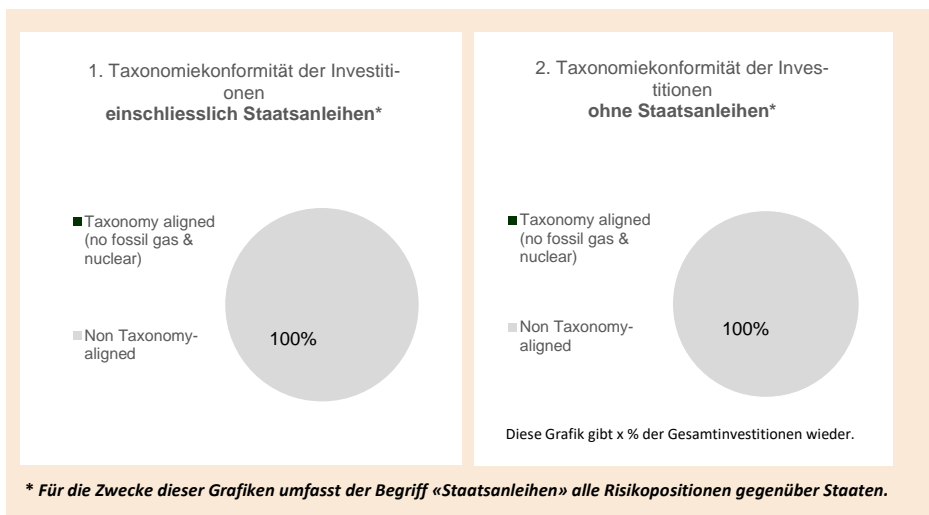 1. Taxonomiekonformität der Investiti-
onen
einschliesslich Staatsanleihen*
Taxonomy aligned
(no fossil gas &
nuclear)
Non Taxonomy-
aligned
100%
2. Taxonomiekonformität der Inves-
titionen
ohne Staatsanleihen*
Taxonomy aligned
(no fossil gas &
nuclear)
Non Taxonomy-
aligned
100%
Diese Grafik gibt x % der Gesamtinvestitionen wieder.
* Für die Zwecke dieser Grafiken umfasst der Begriff «Staatsanleihen» alle Risikopositionen gegenüber Staaten.